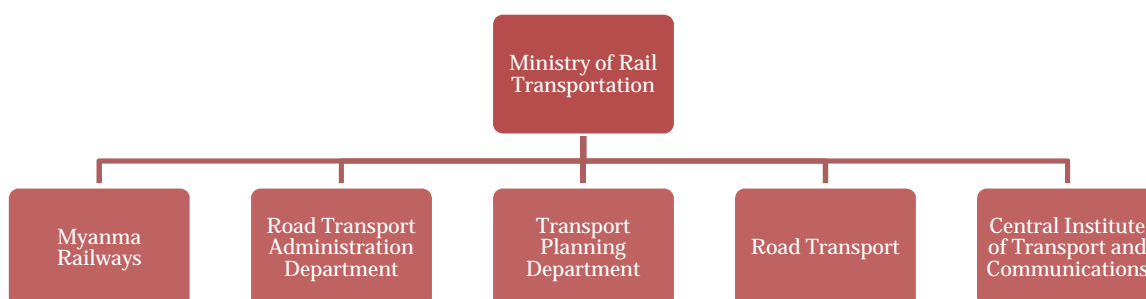 Ministry of Rail
Transportation
Myanma
Railways
Road Transport
Administration
Department
Transport
Planning
Department
Road Transport
Central Institute
of Transport and
Communications